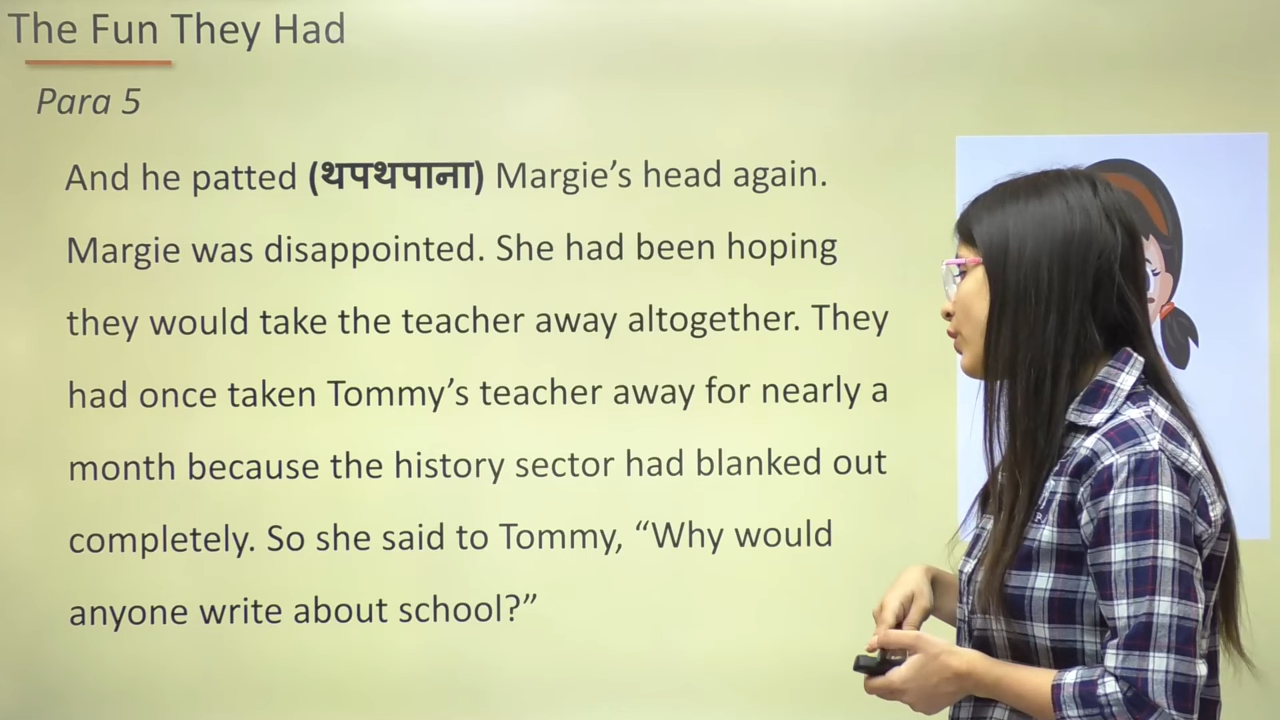 The Fun They Had
Para 5
And he patted (थपथपाना) Margie’s head again.
Margie was disappointed. She had been hoping
they would take the teacher away altogether. They
had once taken Tommy’s teacher away for nearly a
month because the history sector had blanked out
completely. So she said to Tommy, “Why would
anyone write about school?”